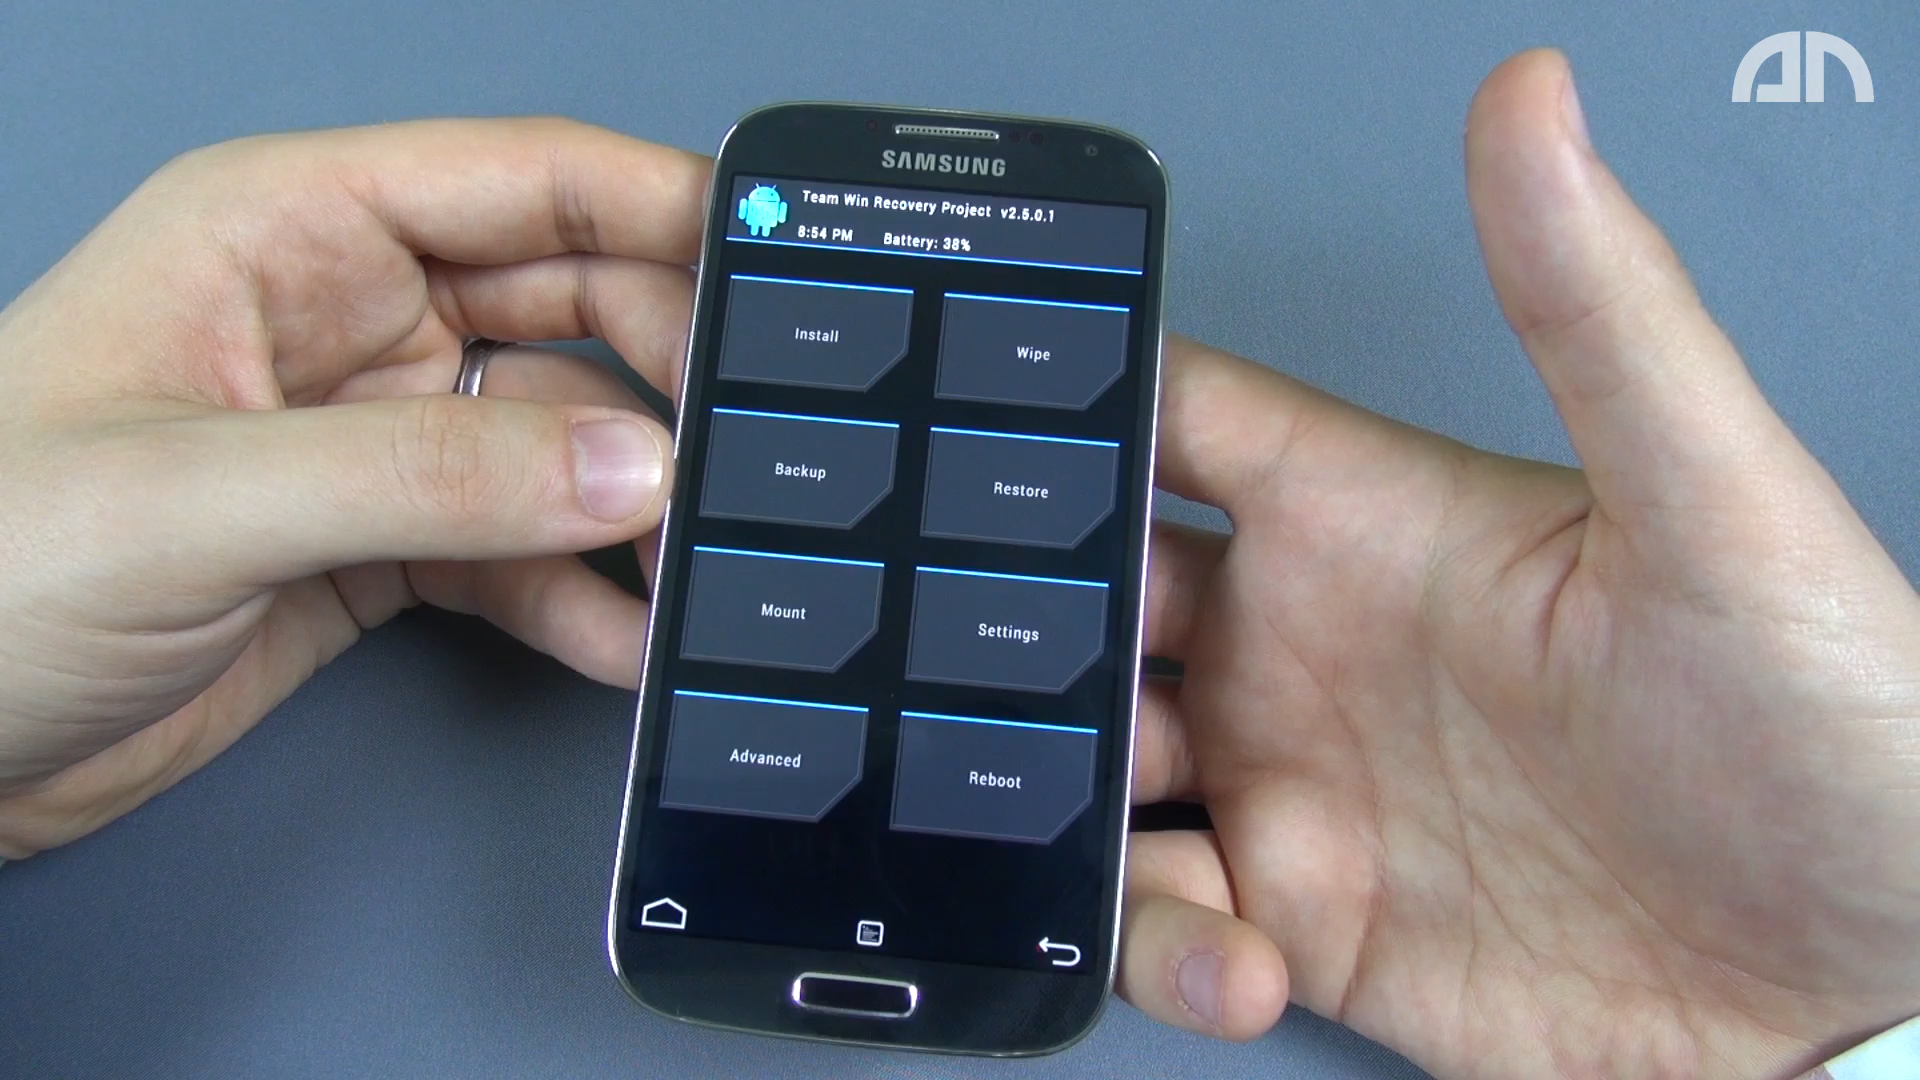 SAMSUNG
Team Win Recovery Project v2.5.0.1
8:54 PM Battery: 38%
Install
Wipe
Backup
Restore
Mount
Settings
Advanced
Reboot